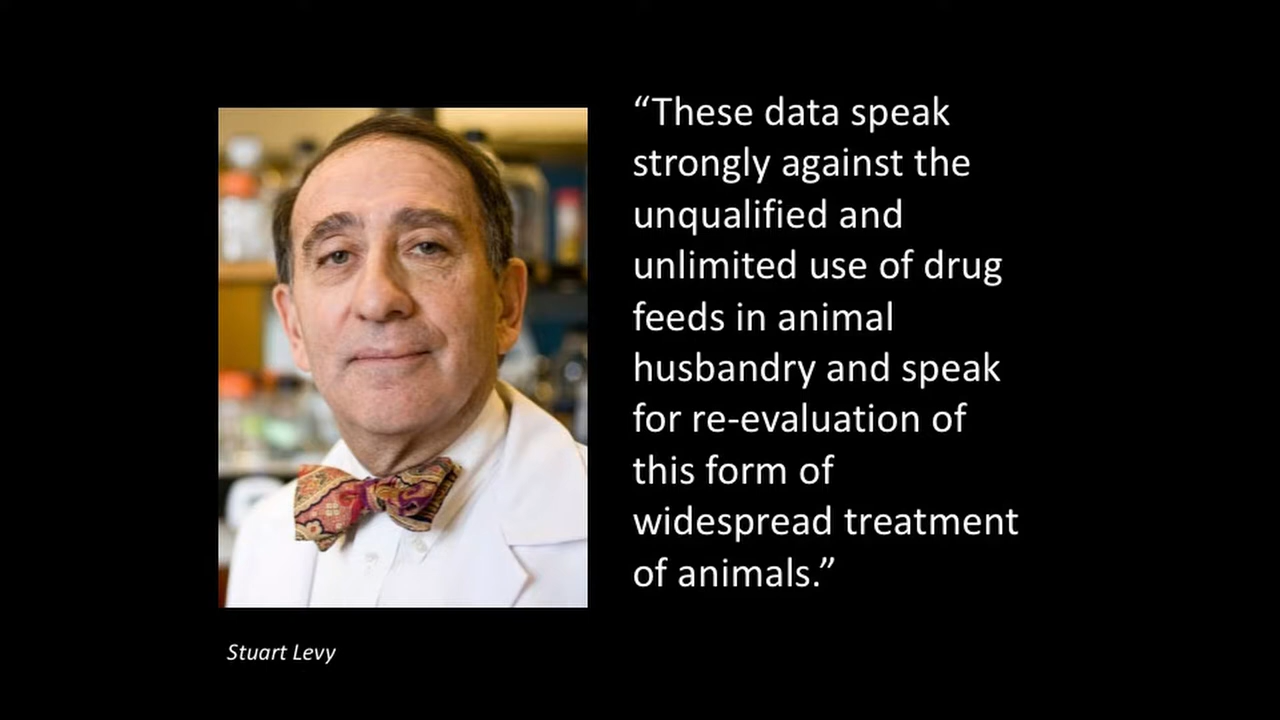 “These data speak
strongly against the
unqualified and
unlimited use of drug
feeds in animal
husbandry and speak
for re-evaluation of
this form of
widespread treatment
of animals.”
Stuart Levy